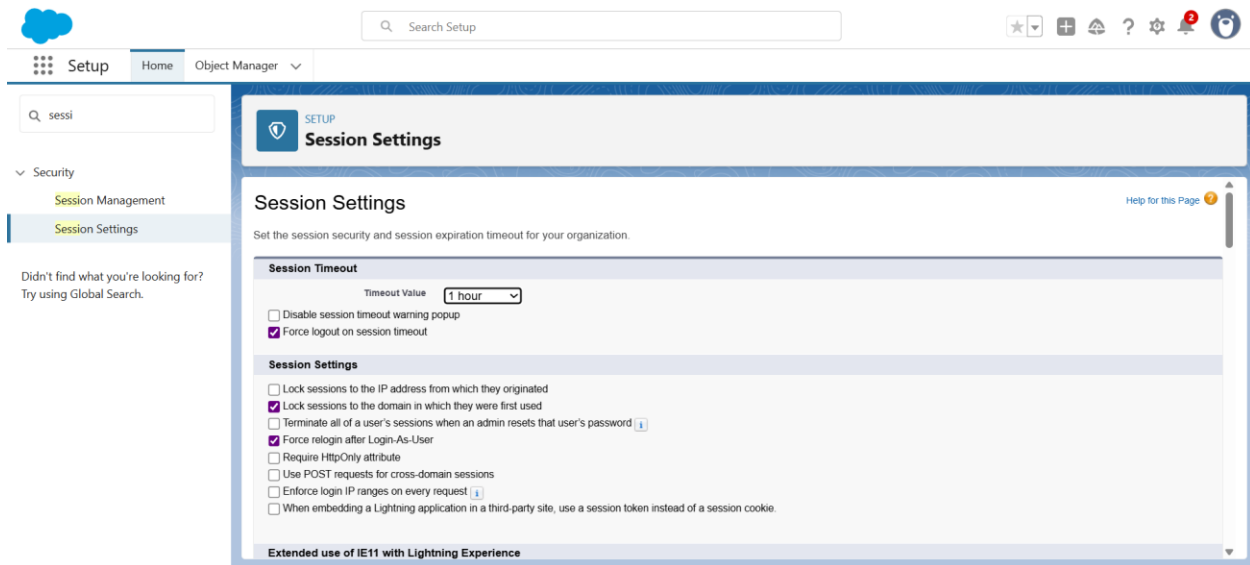 Search Setup
2
Setup
Home
Object Manager
sessi
Security
Session Management
Session Settings
Didn't find what you're looking for?
Try using Global Search.
SETUP
Session Settings
Session Settings
Help for this Page ?
Set the session security and session expiration timeout for your organization.
Session Timeout
Timeout Value 1 hour
Disable session timeout warning popup
Force logout on session timeout
Session Settings
Lock sessions to the IP address from which they originated
Lock sessions to the domain in which they were first used
Terminate all of a user's sessions when an admin resets that user's password i
Force relogin after Login-As-User
Require HttpOnly attribute
Use POST requests for cross-domain sessions
Enforce login IP ranges on every request i
When embedding a Lightning application in a third-party site, use a session token instead of a session cookie.
Extended use of IE11 with Lightning Experience